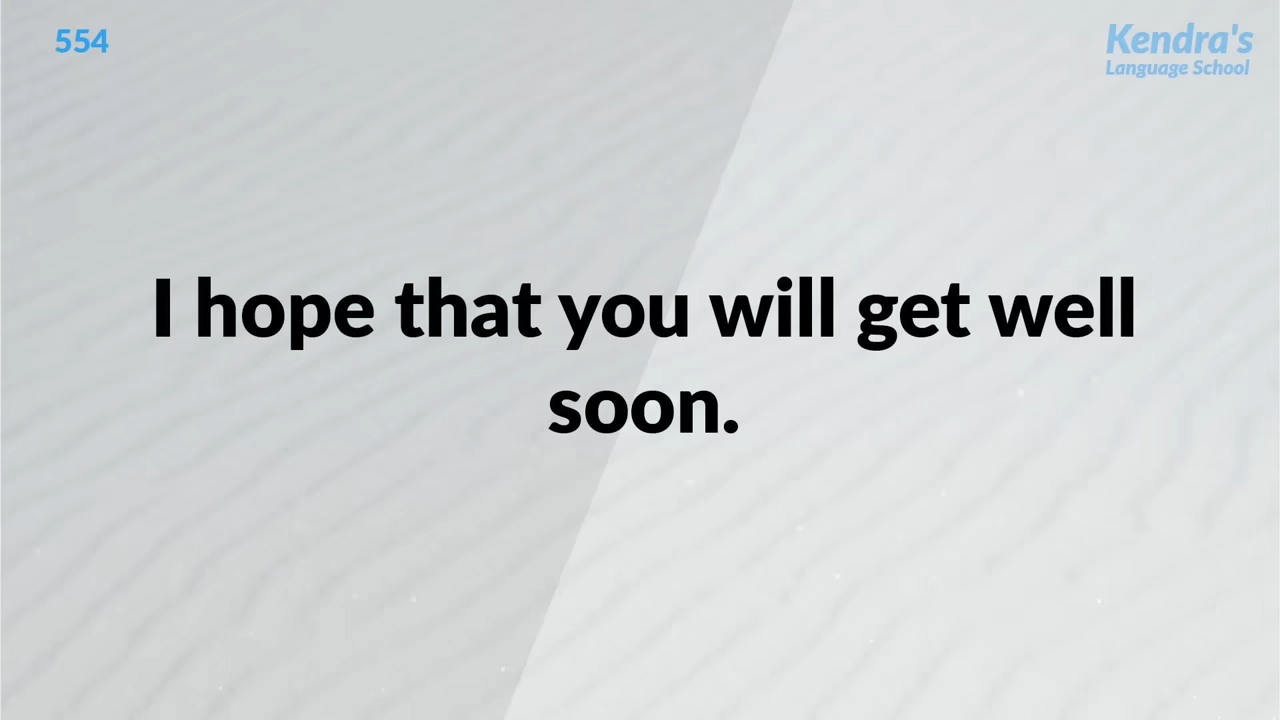 554
Kendra's
Language School
I hope that you will get well
soon.